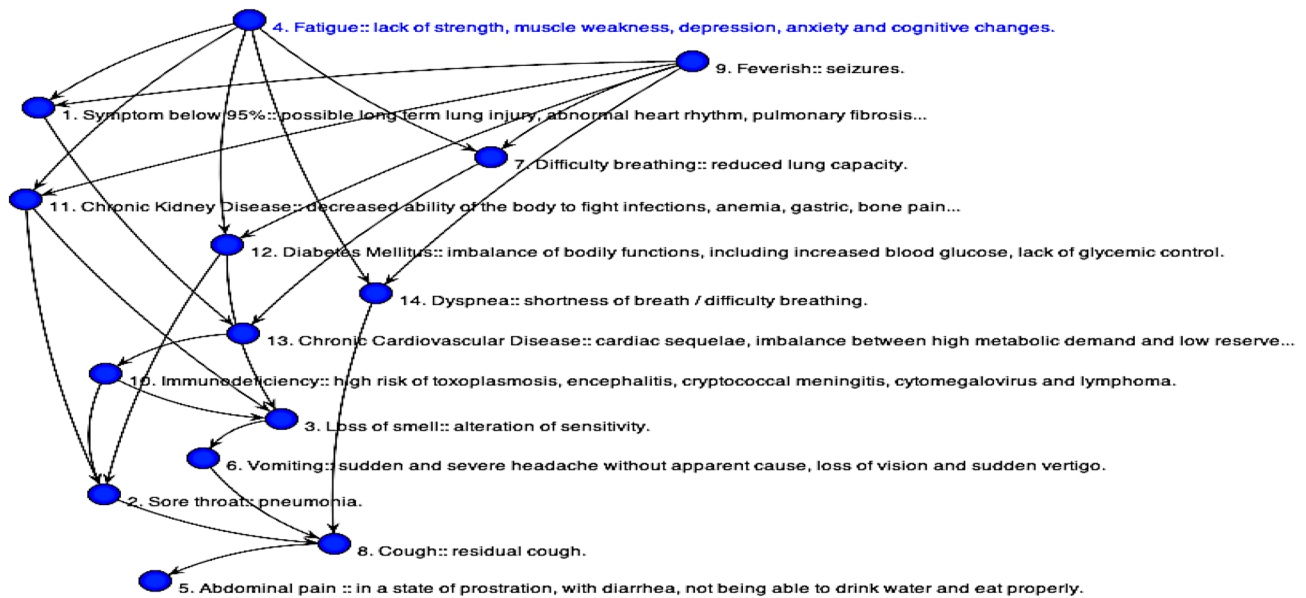 4. Fatigue:: lack of strength, muscle weakness, depression, anxiety and cognitive changes.
9. Feverish:: seizures.
1. Symptom below 95%:: possible long term lung injury, abnormal heart rhythm, pulmonary fibrosis...
7. Difficulty breathing:: reduced lung capacity.
11. Chronic Kidney Disease:: decreased ability of the body to fight infections, anemia, gastric, bone pain...
12. Diabetes Mellitus:: imbalance of bodily functions, including increased blood glucose, lack of glycemic control.
14. Dyspnea:: shortness of breath / difficulty breathing.
13. Chronic Cardiovascular Disease:: cardiac sequelae, imbalance between high metabolic demand and low reserve...
10. Immunodeficiency:: high risk of toxoplasmosis, encephalitis, cryptococcal meningitis, cytomegalovirus and lymphoma.
3. Loss of smell:: alteration of sensitivity.
6. Vomiting:: sudden and severe headache without apparent cause, loss of vision and sudden vertigo.
2. Sore throat:: pneumonia.
8. Cough:: residual cough.
5. Abdominal pain :: in a state of prostration, with diarrhea, not being able to drink water and eat properly.